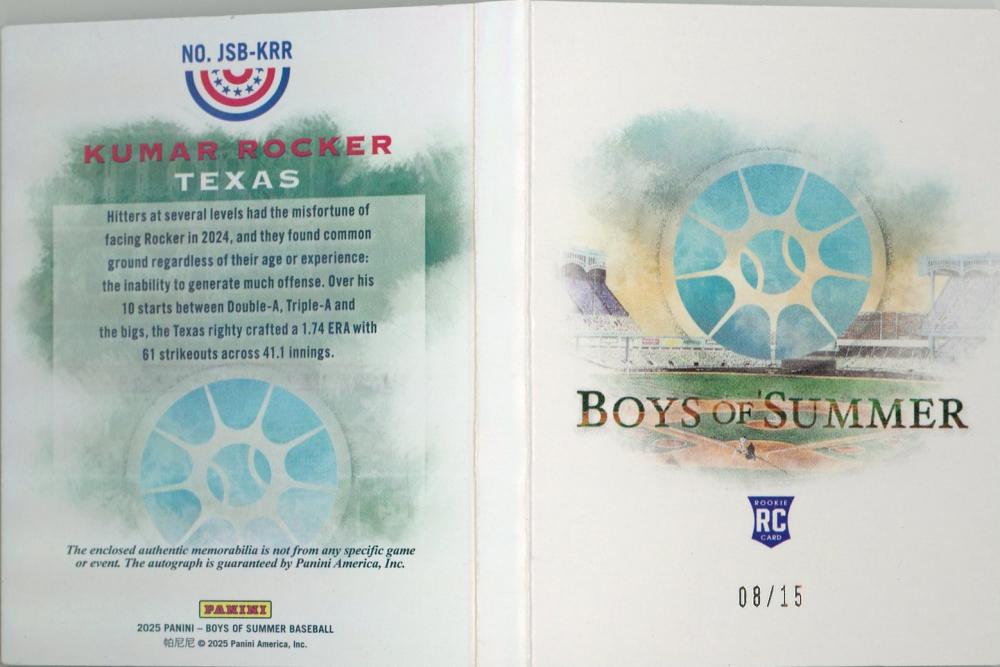 NO. JSB-KRR
KUMAR ROCKER
TEXAS
Hitters at several levels had the misfortune of
facing Rocker in 2024, and they found common
ground regardless of their age or experience:
the inability to generate much offense. Over his
10 starts between Double-A, Triple-A and
the bigs, the Texas righty crafted a 1.74 ERA with
61 strikeouts across 41.1 innings.
The enclosed authentic memorabilia is not from any specific game
or event. The autograph is guaranteed by Panini America, Inc.
PANINI
2025 PANINI – BOYS OF SUMMER BASEBALL
帕尼尼 © 2025 Panini America, Inc.
BOYS OF SUMMER
ROOKIE
RC
CARD
08/15